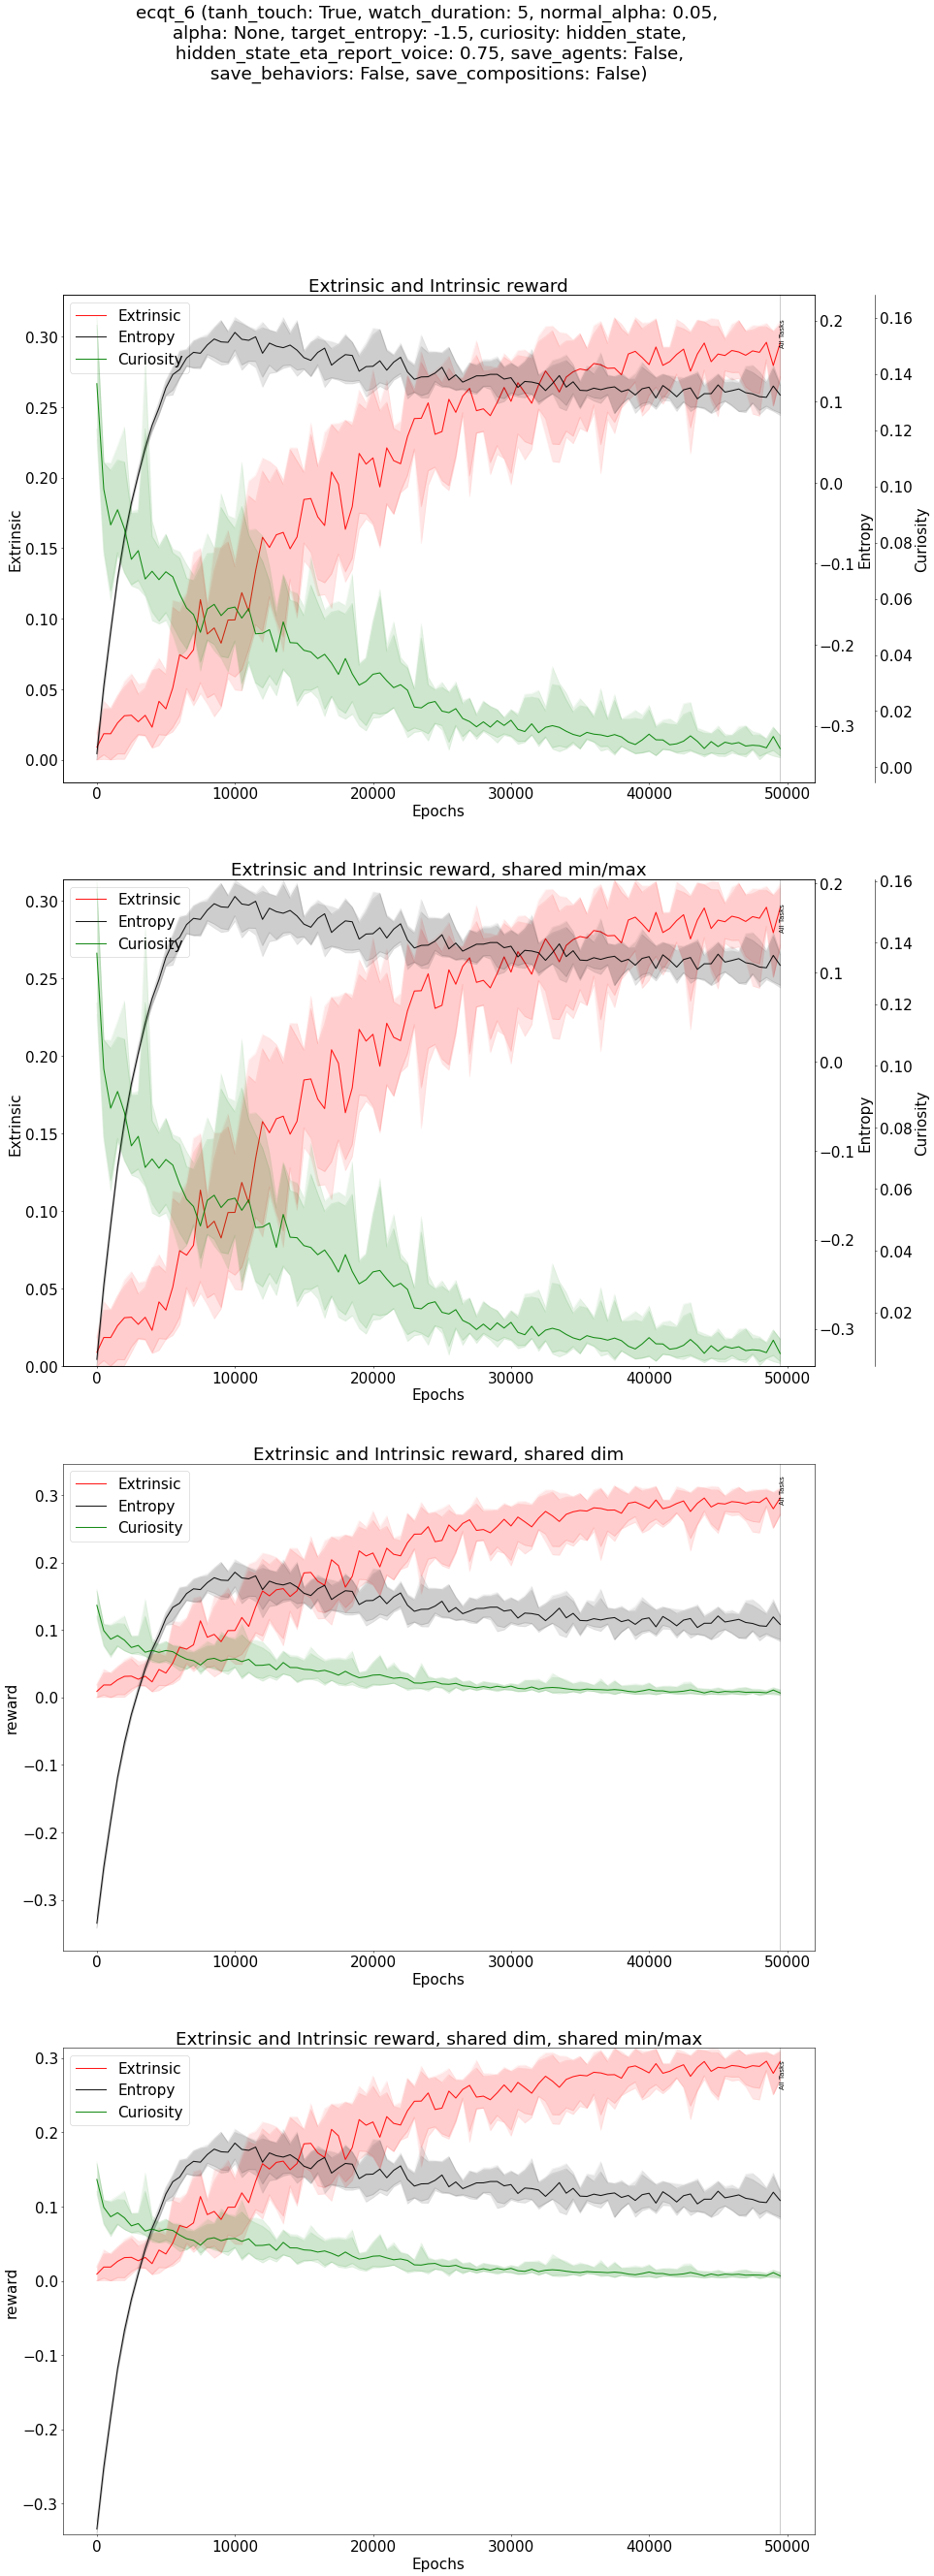 ecqt_6 (tanh_touch: True, watch_duration: 5, normal_alpha: 0.05,
alpha: None, target_entropy: -1.5, curiosity: hidden_state,
hidden_state_eta_report_voice: 0.75, save_agents: False,
save_behaviors: False, save_compositions: False)
Extrinsic and Intrinsic reward
Extrinsic
Entropy
Curiosity
All Tasks
0.30
0.25
0.20
0.15
0.10
0.05
0.00
Extrinsic
0.2
0.1
0.0
−0.1
−0.2
−0.3
Entropy
0.16
0.14
0.12
0.10
0.08
0.06
0.04
0.02
0.00
Curiosity
0 10000 20000 30000 40000 50000
Epochs
Extrinsic and Intrinsic reward, shared min/max
Extrinsic
Entropy
Curiosity
All Tasks
0.30
0.25
0.20
0.15
0.10
0.05
0.00
Extrinsic
0.2
0.1
0.0
−0.1
−0.2
−0.3
Entropy
0.16
0.14
0.12
0.10
0.08
0.06
0.04
0.02
Curiosity
0 10000 20000 30000 40000 50000
Epochs
Extrinsic and Intrinsic reward, shared dim
Extrinsic
Entropy
Curiosity
All Tasks
0.3
0.2
0.1
0.0
−0.1
−0.2
−0.3
reward
0 10000 20000 30000 40000 50000
Epochs
Extrinsic and Intrinsic reward, shared dim, shared min/max
Extrinsic
Entropy
Curiosity
All Tasks
0.3
0.2
0.1
0.0
−0.1
−0.2
−0.3
reward
0 10000 20000 30000 40000 50000
Epochs